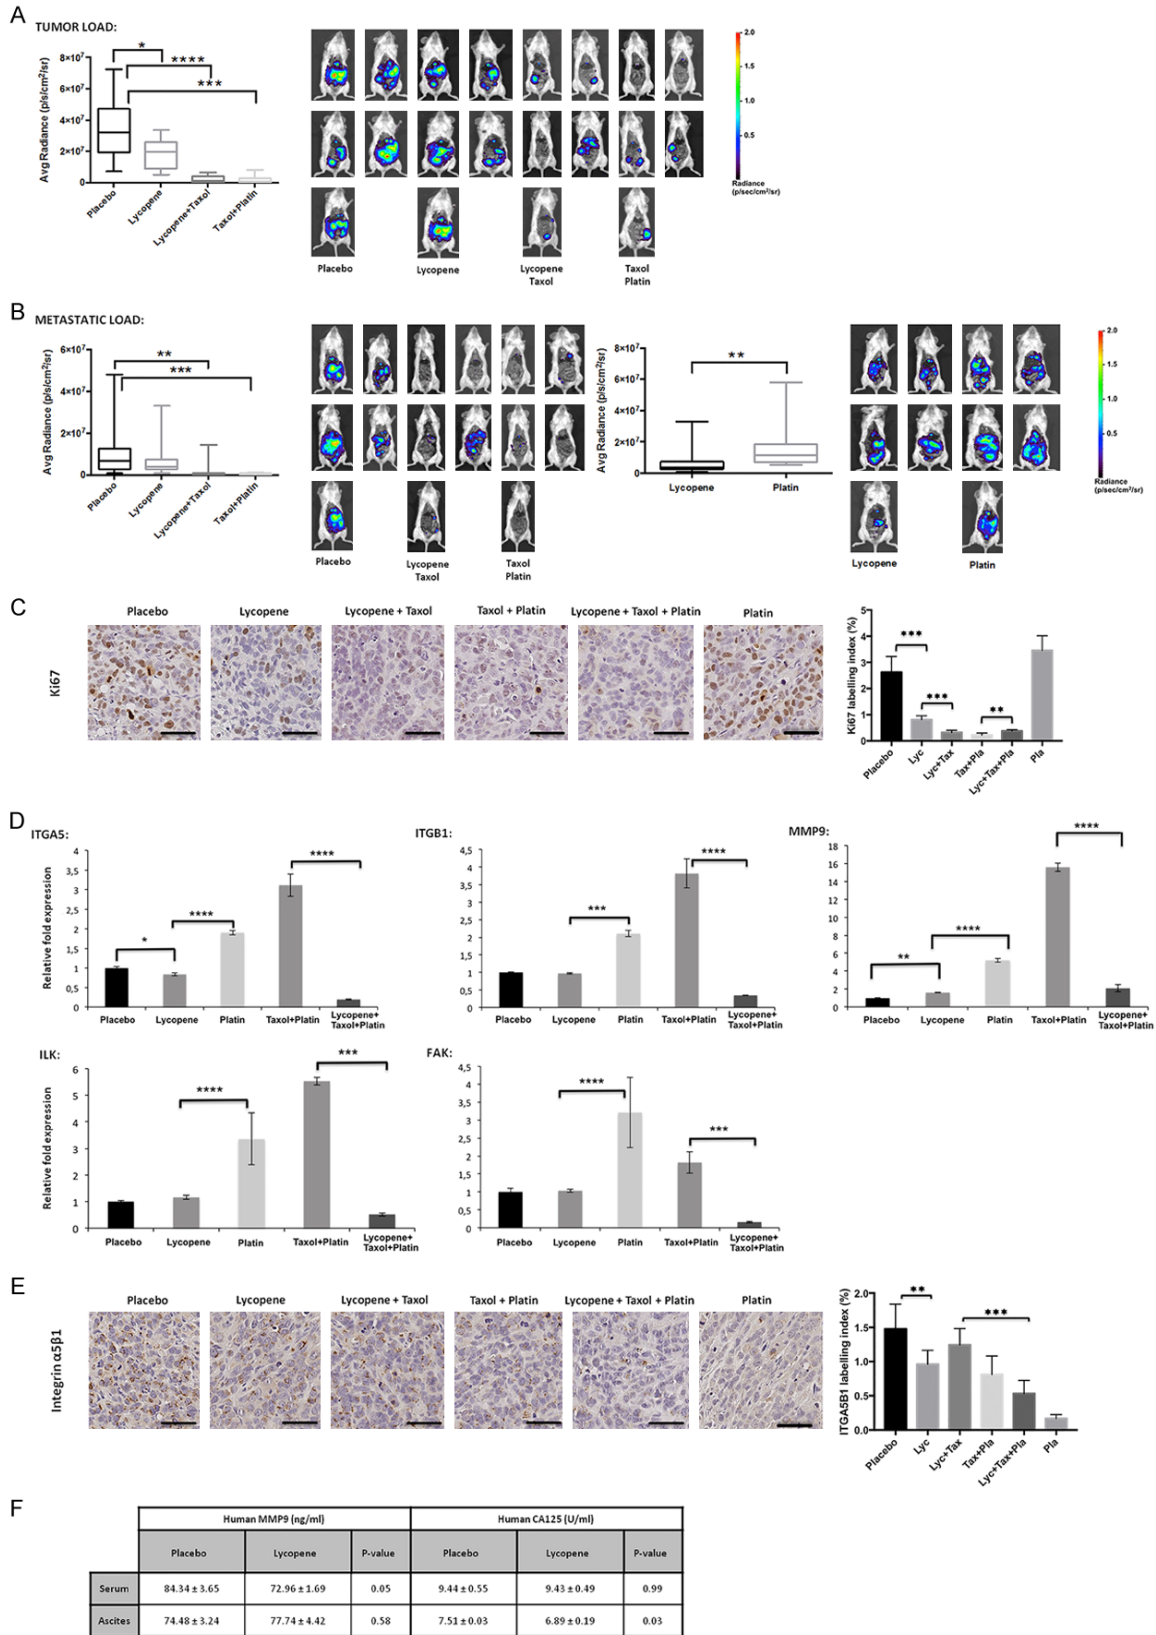 A
TUMOR LOAD:
Avg Radiance (p/s/cm²/sr)
8×10⁷
6×10⁷
4×10⁷
2×10⁷
0
* **** ***
Placebo Lycopene Lycopene+Taxol Taxol+Platin
Placebo Lycopene Lycopene Taxol
Taxol Platin
2.0
1.5
1.0
0.5
Radiance
(p/sec/cm²/sr)
B
METASTATIC LOAD:
Avg Radiance (p/s/cm²/sr)
6×10⁷
4×10⁷
2×10⁷
0
** ***
Placebo Lycopene Lycopene+Taxol Taxol+Platin
Placebo Lycopene Taxol
Taxol Platin
Avg Radiance (p/s/cm²/sr)
8×10⁷
6×10⁷
4×10⁷
2×10⁷
0
**
Lycopene Platin
Lycopene Platin
2.0
1.5
1.0
0.5
Radiance
(p/sec/cm²/sr)
C
Placebo Lycopene Lycopene + Taxol Taxol + Platin Lycopene + Taxol + Platin Platin
Ki67
Ki67 labelling index (%)
5
4
3
2
1
0
*** *** **
Placebo Lyc Lyc+Tax Tax+Pla Lyc+Tax+Pla Pla
D
ITGA5:
Relative fold expression
4
3,5
3
2,5
2
1,5
1
0,5
0
* **** ****
Placebo Lycopene Platin Taxol+Platin Lycopene+
Taxol+Platin
ITGB1:
4,5
4
3,5
3
2,5
2
1,5
1
0,5
0
*** ****
Placebo Lycopene Platin Taxol+Platin Lycopene+
Taxol+Platin
MMP9:
18
16
14
12
10
8
6
4
2
0
** **** ****
Placebo Lycopene Platin Taxol+Platin Lycopene+
Taxol+Platin
ILK:
Relative fold expression
6
5
4
3
2
1
0
**** ***
Placebo Lycopene Platin Taxol+Platin Lycopene+
Taxol+Platin
FAK:
4,5
4
3,5
3
2,5
2
1,5
1
0,5
0
**** ***
Placebo Lycopene Platin Taxol+Platin Lycopene+
Taxol+Platin
E
Placebo Lycopene Lycopene + Taxol Taxol + Platin Lycopene + Taxol + Platin Platin
Integrin α5β1
ITGA5B1 labelling index (%)
2.0
1.5
1.0
0.5
0.0
** ***
Placebo Lyc Lyc+Tax Tax+Pla Lyc+Tax+Pla Pla
F
Human MMP9 (ng/ml) Human CA125 (U/ml)
Placebo Lycopene P-value Placebo Lycopene P-value
Serum 84.34 ± 3.65 72.96 ± 1.69 0.05 9.44 ± 0.55 9.43 ± 0.49 0.99
Ascites 74.48 ± 3.24 77.74 ± 4.42 0.58 7.51 ± 0.03 6.89 ± 0.19 0.03